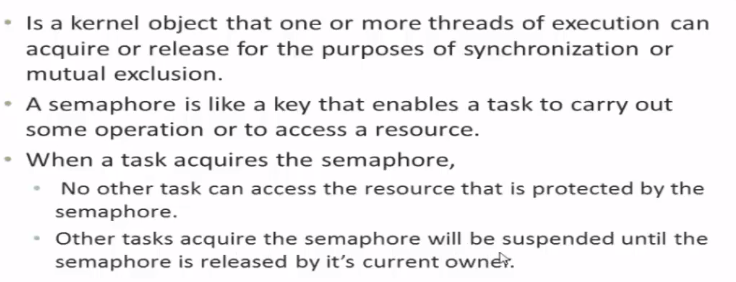 • Is a kernel object that one or more threads of execution can
acquire or release for the purposes of synchronization or
mutual exclusion.
• A semaphore is like a key that enables a task to carry out
some operation or to access a resource.
• When a task acquires the semaphore,
• No other task can access the resource that is protected by the
semaphore.
• Other tasks acquire the semaphore will be suspended until the
semaphore is released by it's current owner.